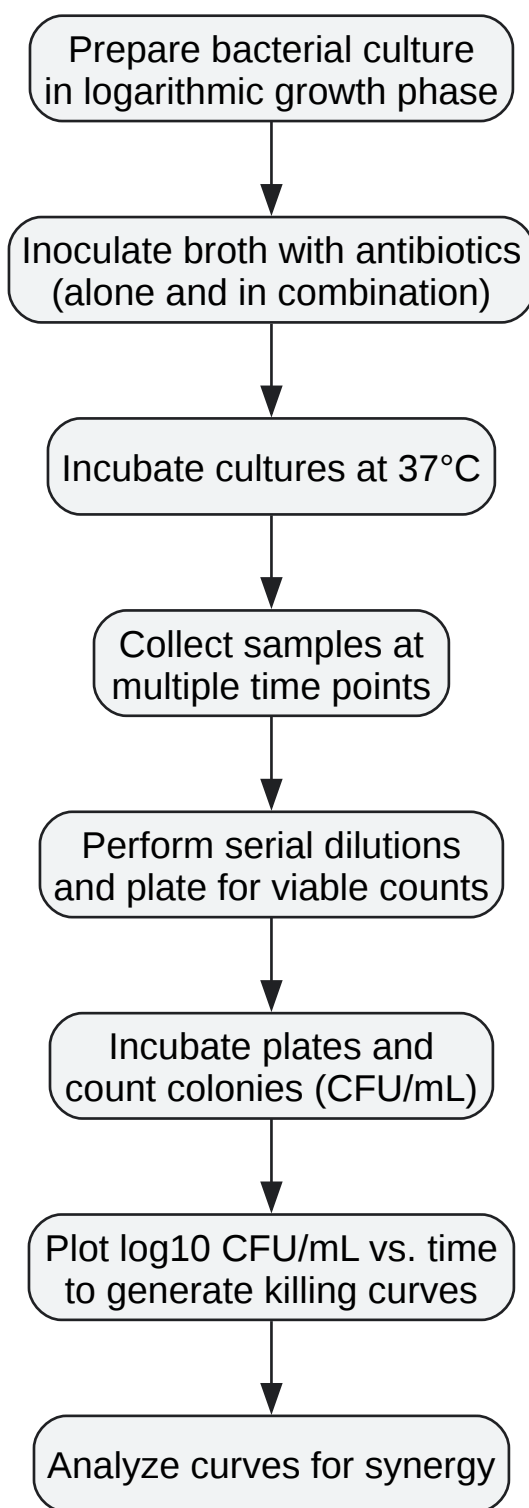 Prepare bacterial culture
in logarithmic growth phase
Inoculate broth with antibiotics
(alone and in combination)
Incubate cultures at 37°C
Collect samples at
multiple time points
Perform serial dilutions
and plate for viable counts
Incubate plates and
count colonies (CFU/mL)
Plot log10 CFU/mL vs. time
to generate killing curves
Analyze curves for synergy